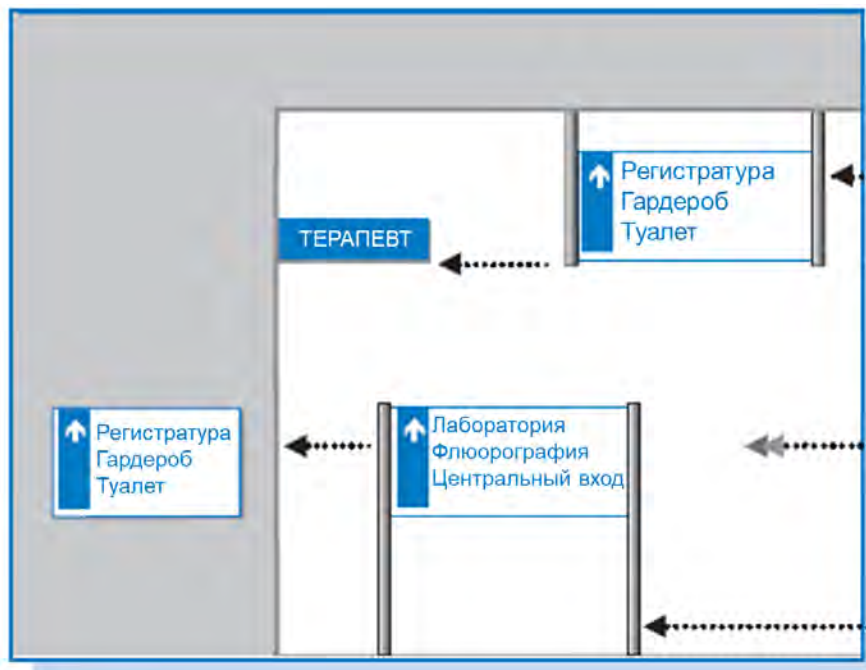 Регистратура
Гардероб
Туалет
ТЕРАПЕВТ
Регистратура
Гардероб
Туалет
Лаборатория
Флюорография
Центральный вход